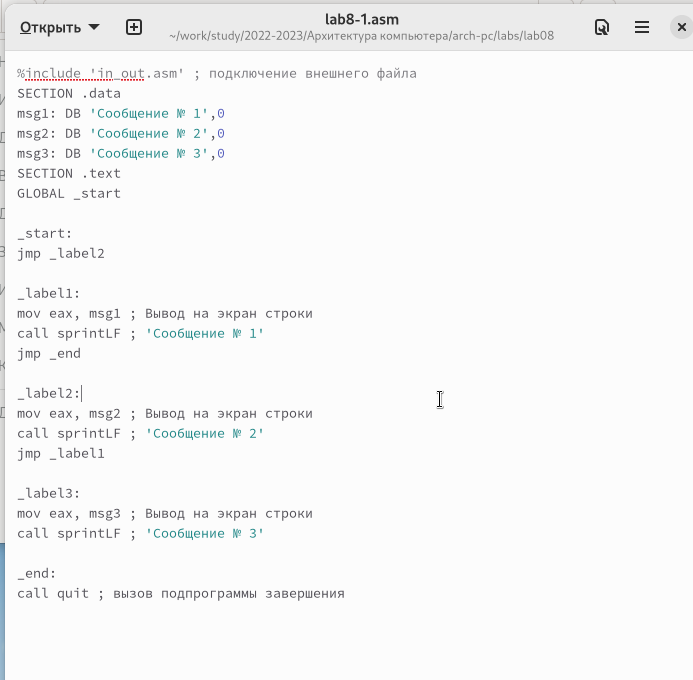 Открыть
lab8-1.asm
~/work/study/2022-2023/Архитектура компьютера/arch-pc/labs/lab08
%include 'in_out.asm' ; подключение внешнего файла
SECTION .data
msg1: DB 'Сообщение № 1',0
msg2: DB 'Сообщение № 2',0
msg3: DB 'Сообщение № 3',0
SECTION .text
GLOBAL _start
_start:
jmp _label2
_label1:
mov eax, msg1 ; Вывод на экран строки
call sprintLF ; 'Сообщение № 1'
jmp _end
_label2:
mov eax, msg2 ; Вывод на экран строки
call sprintLF ; 'Сообщение № 2'
jmp _label1
_label3:
mov eax, msg3 ; Вывод на экран строки
call sprintLF ; 'Сообщение № 3'
_end:
call quit ; вызов подпрограммы завершения